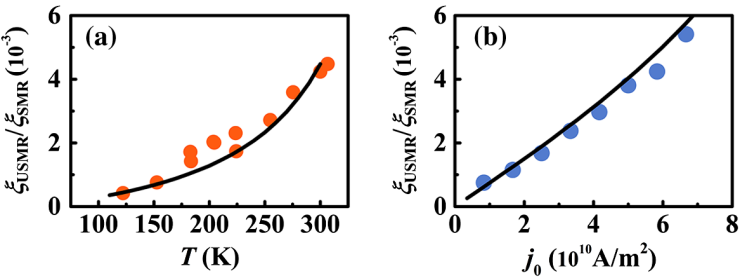 (a)
ξUSMR/ξSMR (10⁻³)
6
4
2
0
100 150 200 250 300
T (K)
(b)
ξUSMR/ξSMR (10⁻³)
6
4
2
0
0 2 4 6 8
j₀ (10¹⁰A/m²)